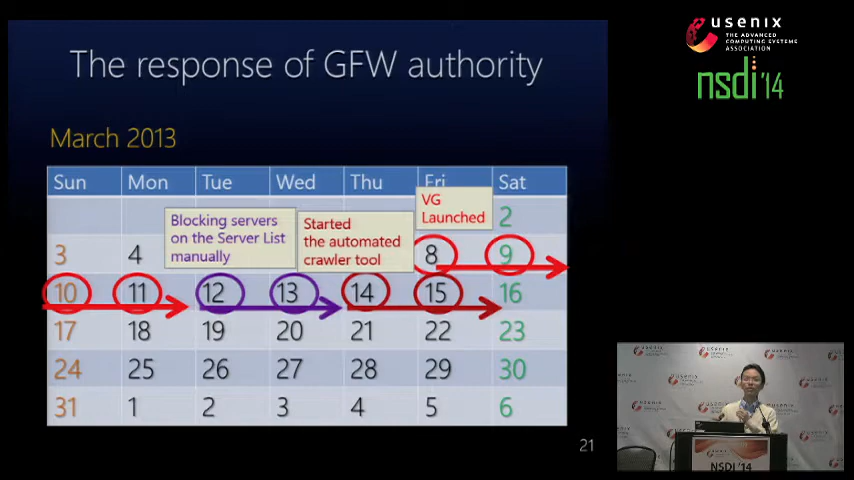 The response of GFW authority
March 2013
Sun Mon Tue Wed Thu Fri Sat
2
3 4 8 9
10 11 12 13 14 15 16
17 18 19 20 21 22 23
24 25 26 27 28 29 30
31 1 2 3 4 5 6
Blocking servers
on the Server List
manually
Started
the automated
crawler tool
VG
Launched
21
usenix
THE ADVANCED
COMPUTING SYSTEMS
ASSOCIATION
nsdi '14
usenix
NSDI '14